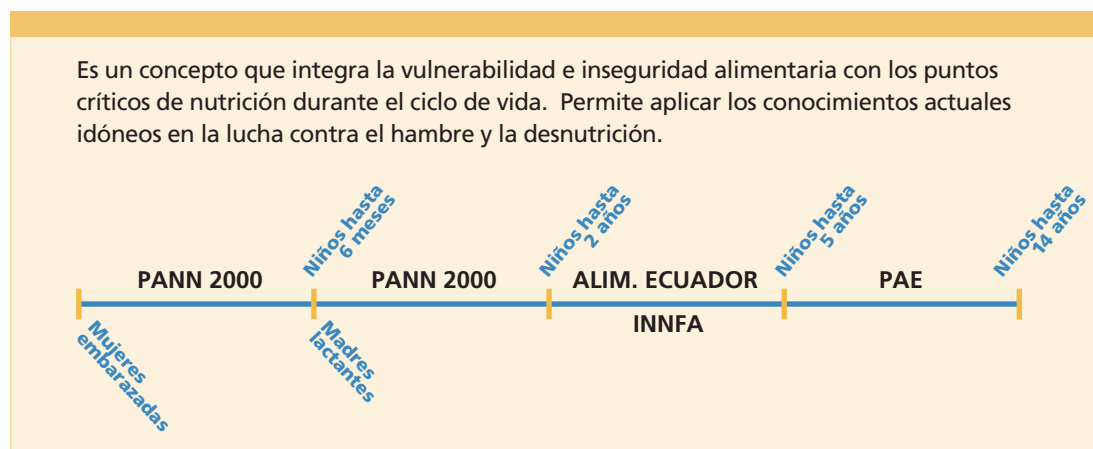 Es un concepto que integra la vulnerabilidad e inseguridad alimentaria con los puntos
críticos de nutrición durante el ciclo de vida.  Permite aplicar los conocimientos actuales
idóneos en la lucha contra el hambre y la desnutrición.
Niños hasta
6 meses
Niños hasta
2 años
Niños hasta
5 años
Niños hasta
14 años
PANN 2000
PANN 2000
ALIM. ECUADOR
PAE
INNFA
Mujeres
embarazadas
Madres
lactantes